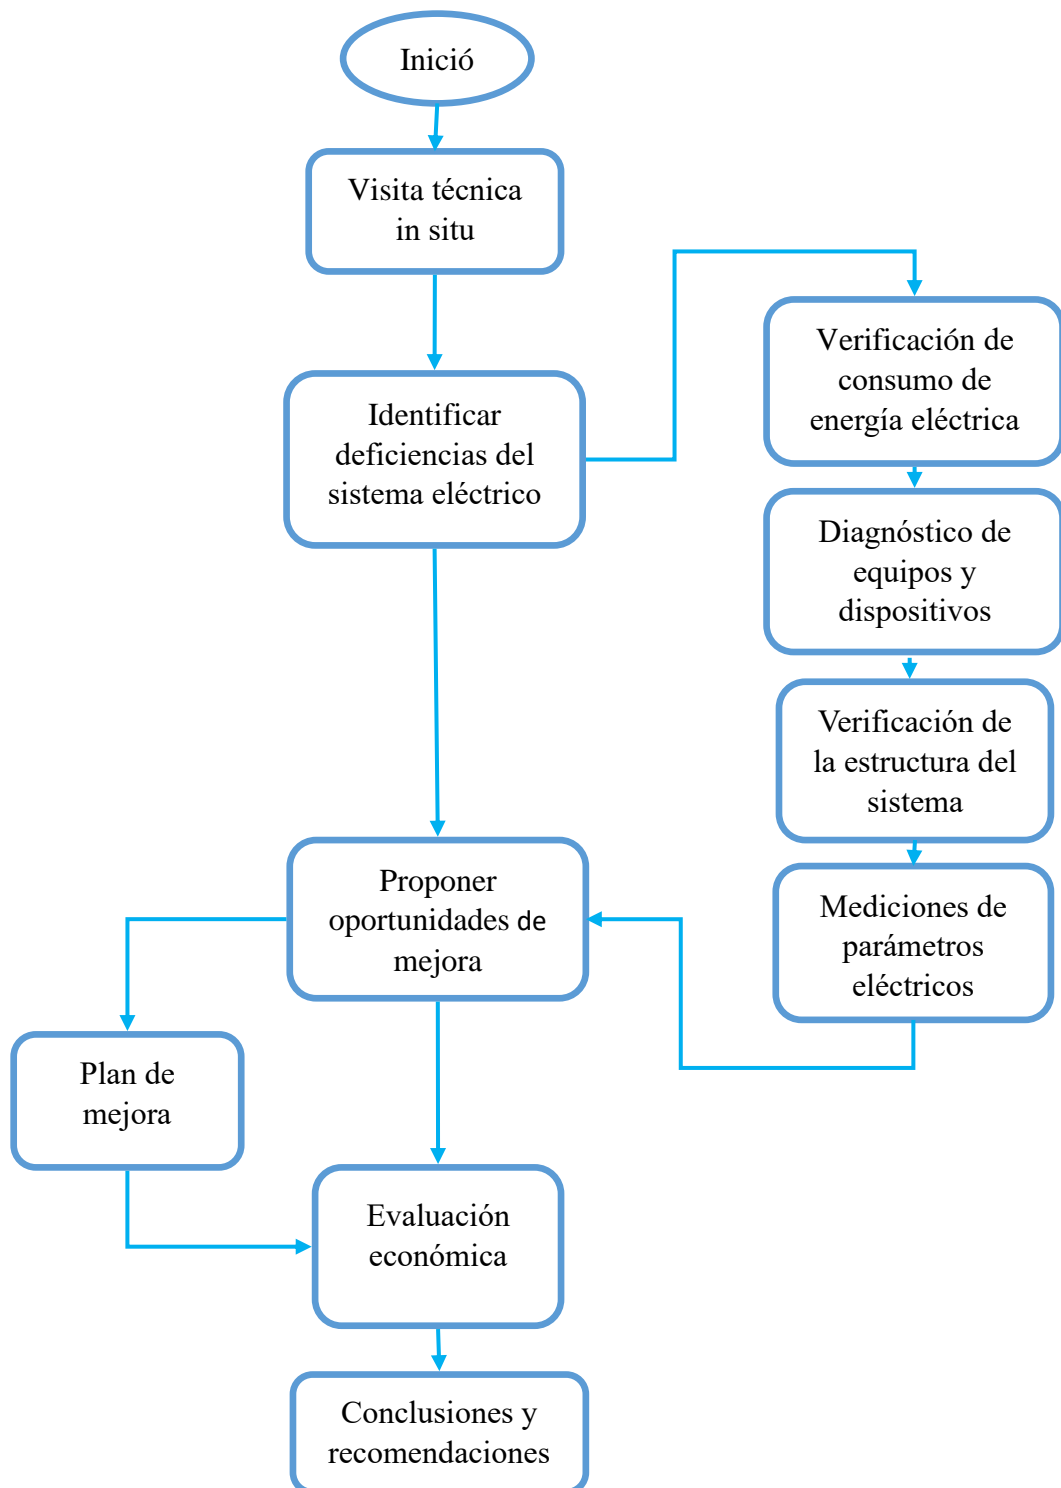 Inició
Visita técnica
in situ
Identificar
deficiencias del
sistema eléctrico
Verificación de
consumo de
energía eléctrica
Diagnóstico de
equipos y
dispositivos
Verificación de
la estructura del
sistema
Mediciones de
parámetros
eléctricos
Proponer
oportunidades de
mejora
Plan de
mejora
Evaluación
económica
Conclusiones y
recomendaciones